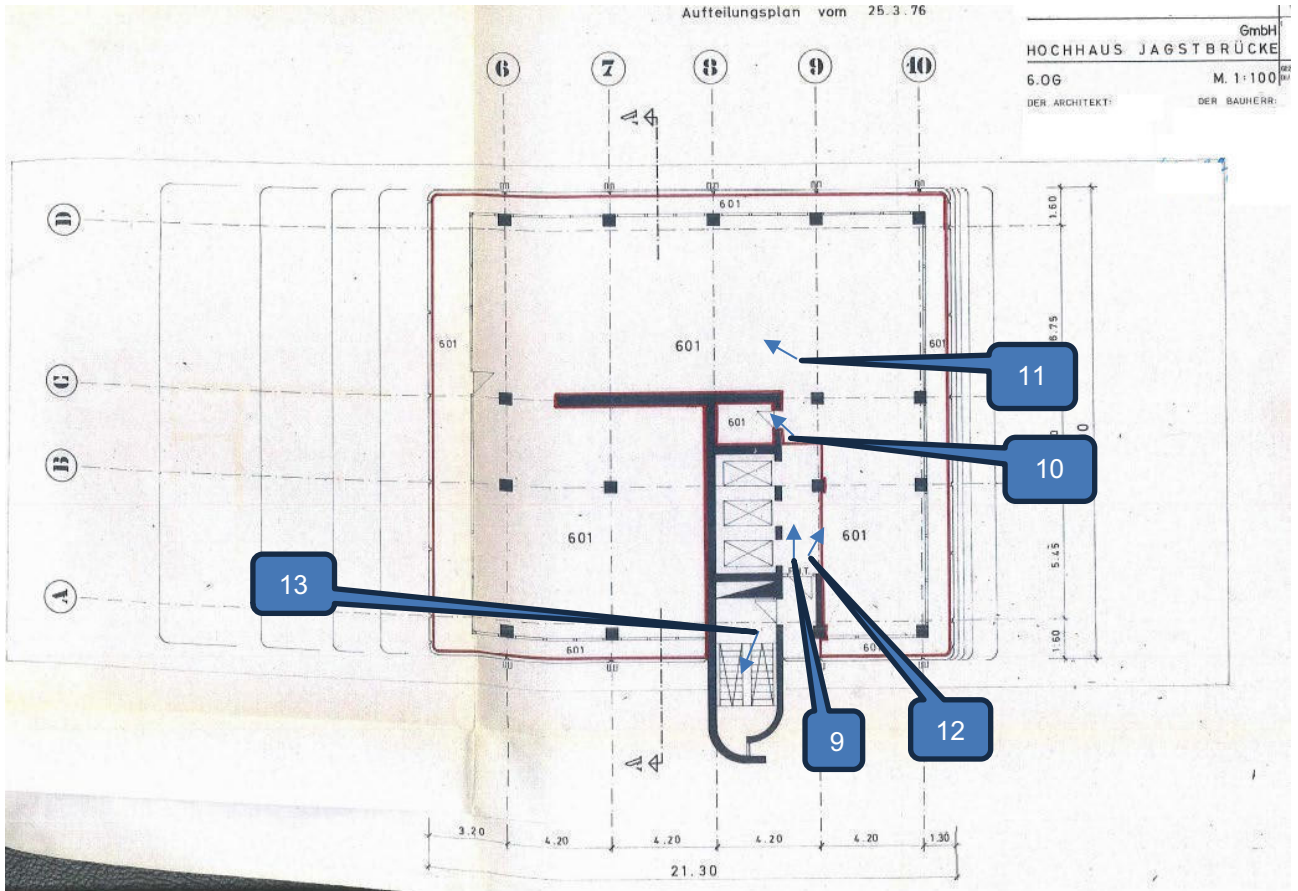 Aufteilungsplan vom 25.3.76
GmbH
HOCHHAUS JAGSTBRÜCKE
6.OG M. 1:100
DER ARCHITEKT: DER BAUHERR:
6 7 8 9 10
A
D
601
1.60
601
601
601
6.75
11
C
601
10
B
601
601
5.45
13
A
601
601
1.60
9
12
A
3.20 4.20 4.20 4.20 4.20 1.30
21.30